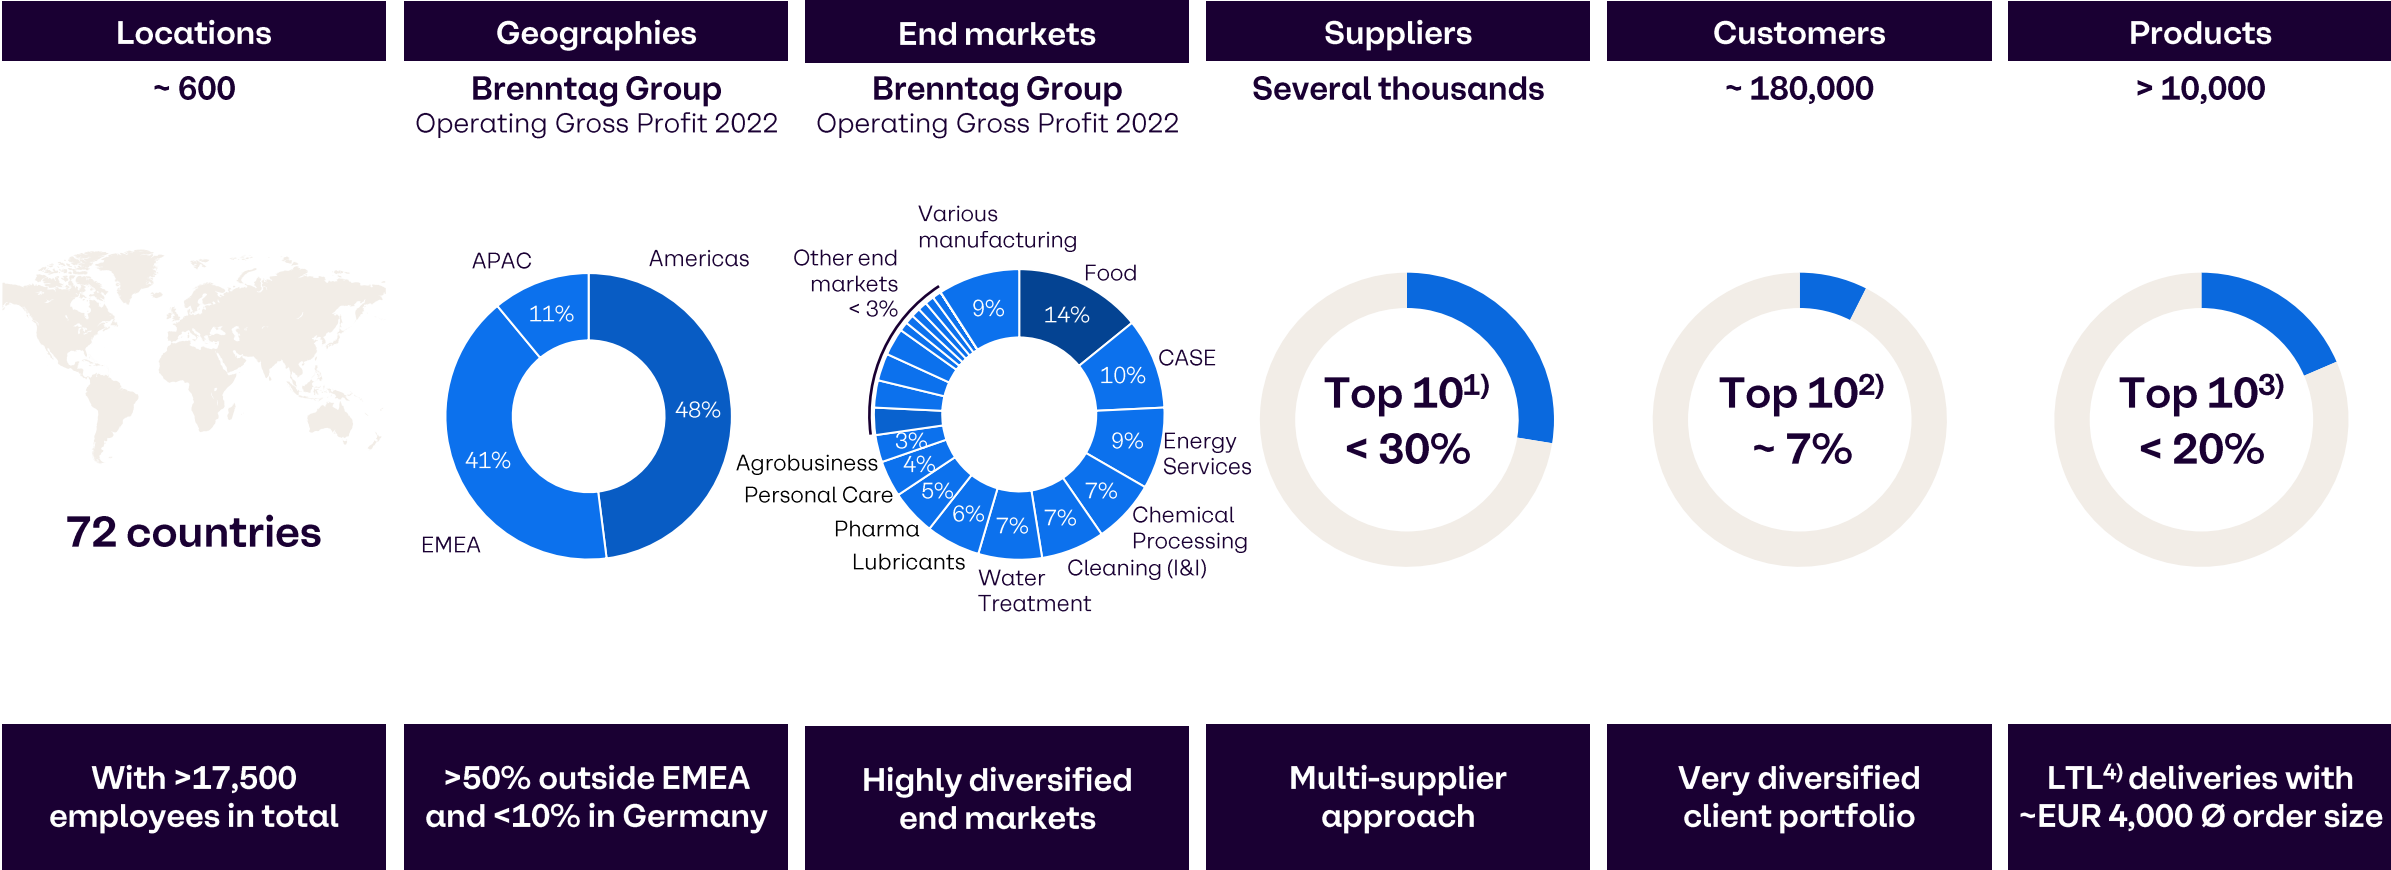 Locations
~ 600
72 countries
With >17,500
employees in total
Geographies
Brenntag Group
Operating Gross Profit 2022
APAC
Americas
11%
48%
41%
EMEA
>50% outside EMEA
and <10% in Germany
End markets
Brenntag Group
Operating Gross Profit 2022
Various
manufacturing
Other end
markets
< 3%
Food
9%
14%
CASE
10%
9%
Energy
Services
3%
Agrobusiness
4%
Personal Care
5%
7%
Pharma
6%
7%
7%
Chemical
Processing
Lubricants
Water
Treatment
Cleaning (I&I)
Highly diversified
end markets
Suppliers
Several thousands
Top 10¹⁾
< 30%
Multi-supplier
approach
Customers
~ 180,000
Top 10²⁾
~ 7%
Very diversified
client portfolio
Products
> 10,000
Top 10³⁾
< 20%
LTL⁴⁾ deliveries with
~EUR 4,000 Ø order size